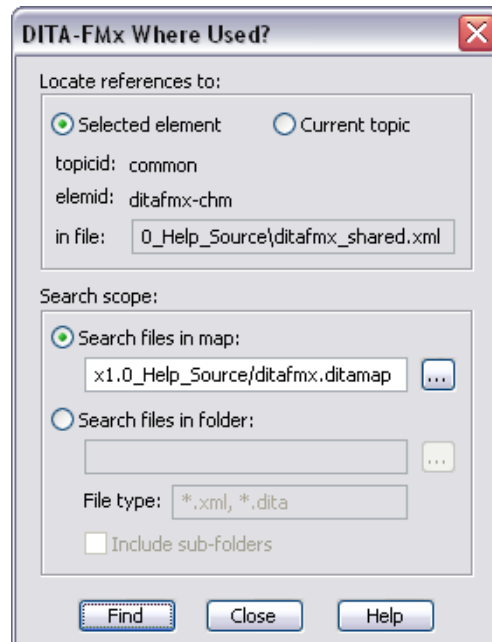 DITA-FMx Where Used?
Locate references to:
Selected element Current topic
topicid: common
elemid: ditafmx-chm
in file: 0_Help_Source\ditafmx_shared.xml
Search scope:
Search files in map:
x1.0_Help_Source/ditafmx.ditamap ...
Search files in folder:
...
File type: *.xml, *.dita
Include sub-folders
Find Close Help